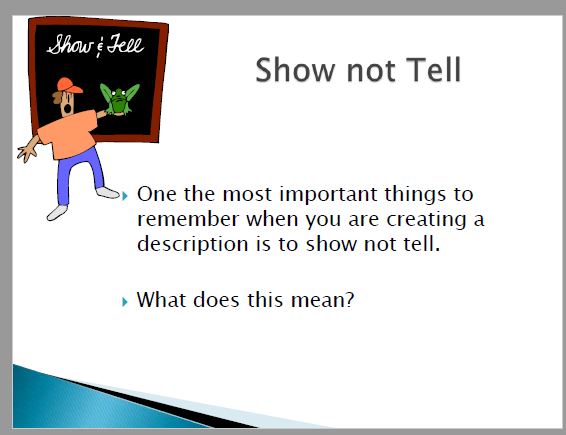 Show & Tell
Show not Tell
One the most important things to
remember when you are creating a
description is to show not tell.
What does this mean?